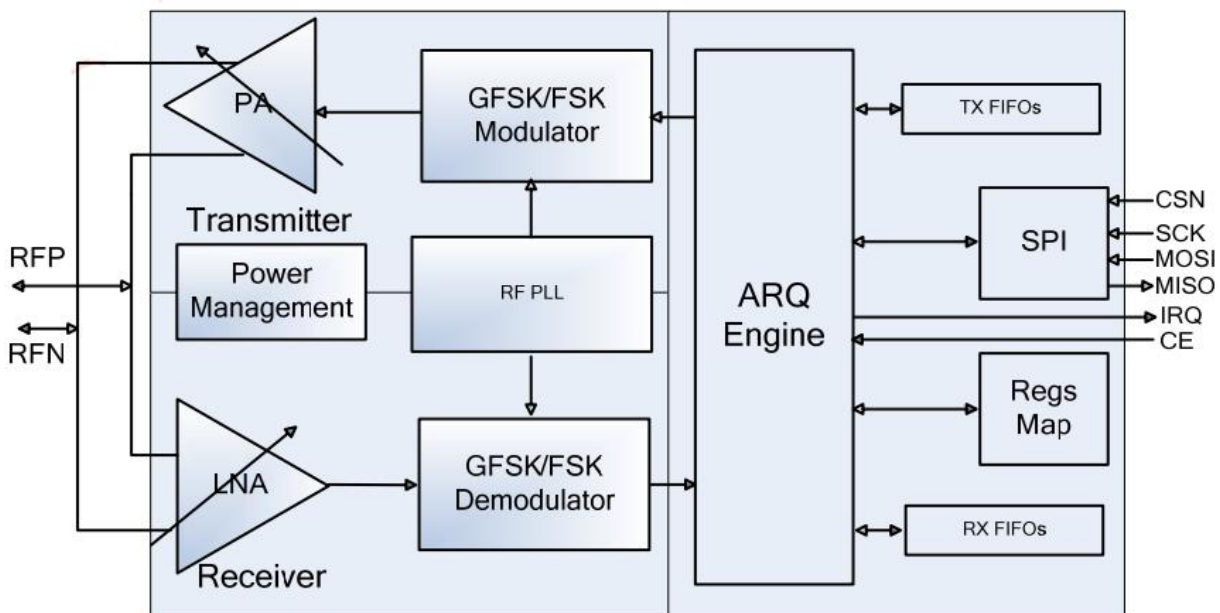 PA
GFSK/FSK
Modulator
TX FIFOs
Transmitter
CSN
SCK
SPI
MOSI
MISO
RFP
Power
Management
RF PLL
ARQ
Engine
IRQ
CE
RFN
Regs
Map
LNA
GFSK/FSK
Demodulator
RX FIFOs
Receiver